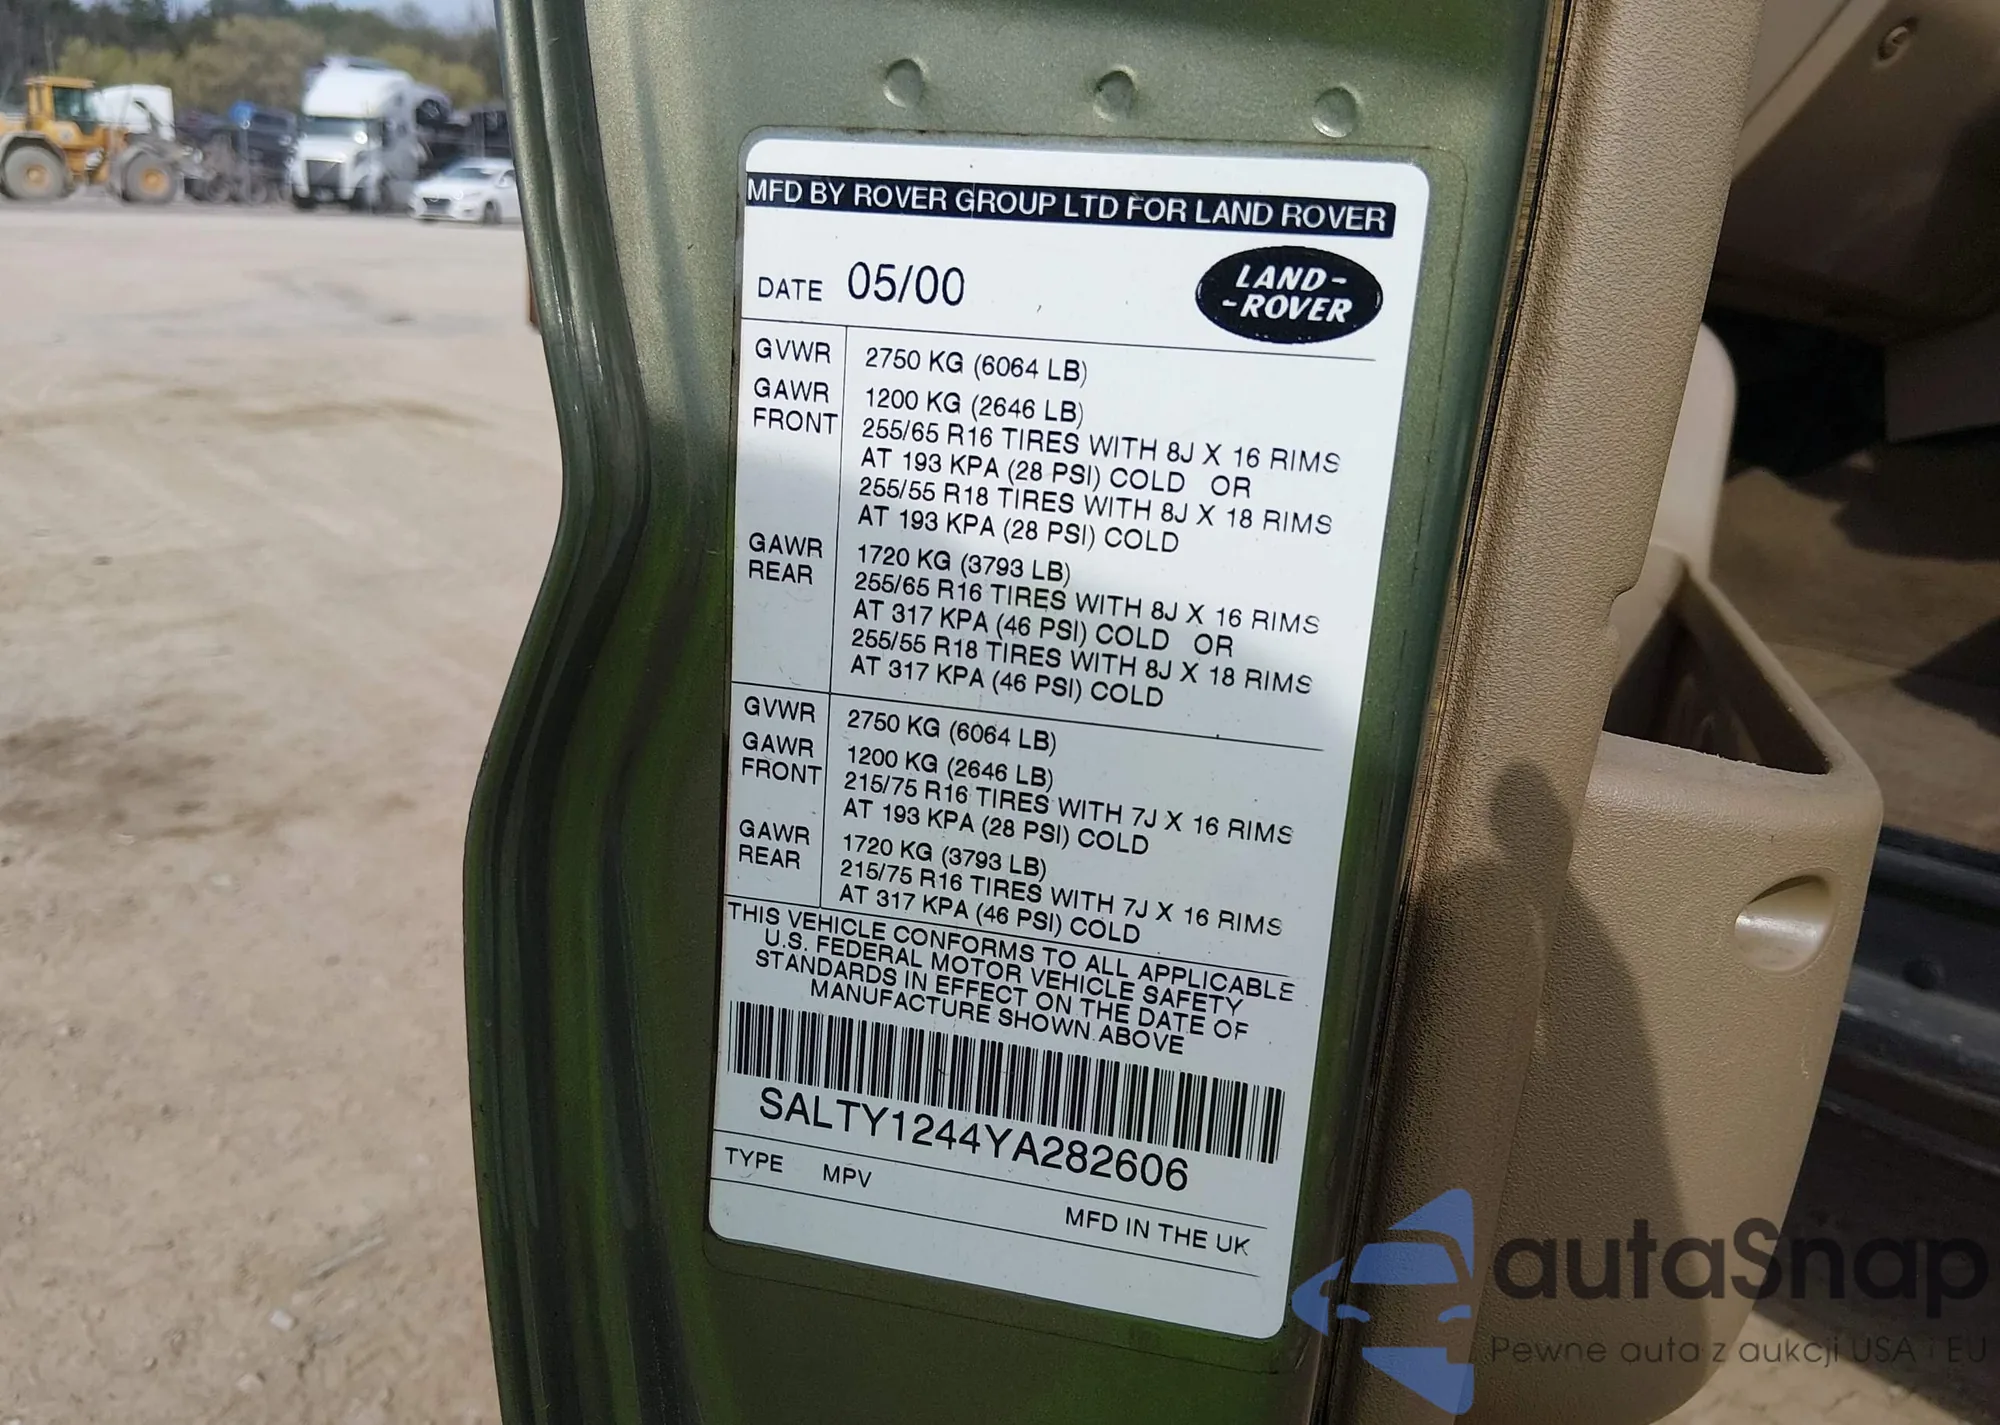 MFD BY ROVER GROUP LTD FOR LAND ROVER
DATE 05/00
LAND-
-ROVER
GVWR 2750 KG (6064 LB)
GAWR 1200 KG (2646 LB)
FRONT 255/65 R16 TIRES WITH 8J X 16 RIMS
AT 193 KPA (28 PSI) COLD OR
255/55 R18 TIRES WITH 8J X 18 RIMS
AT 193 KPA (28 PSI) COLD
GAWR 1720 KG (3793 LB)
REAR 255/65 R16 TIRES WITH 8J X 16 RIMS
AT 317 KPA (46 PSI) COLD OR
255/55 R18 TIRES WITH 8J X 18 RIMS
AT 317 KPA (46 PSI) COLD
GVWR 2750 KG (6064 LB)
GAWR 1200 KG (2646 LB)
FRONT 215/75 R16 TIRES WITH 7J X 16 RIMS
AT 193 KPA (28 PSI) COLD
GAWR 1720 KG (3793 LB)
REAR 215/75 R16 TIRES WITH 7J X 16 RIMS
AT 317 KPA (46 PSI) COLD
THIS VEHICLE CONFORMS TO ALL APPLICABLE
U.S. FEDERAL MOTOR VEHICLE SAFETY
STANDARDS IN EFFECT ON THE DATE OF
MANUFACTURE SHOWN ABOVE
SALTY1244YA282606
TYPE MPV
MFD IN THE UK
autaSnap
Pewne auta z aukcji USA i EU